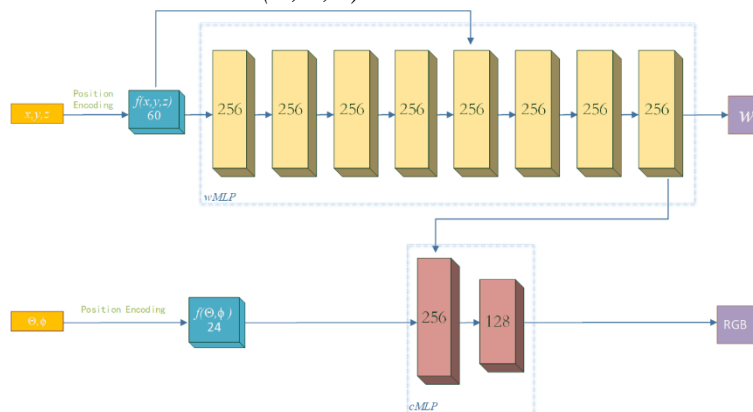 x,y,z
Position
Encoding
f(x,y,z)
60
256
256
256
256
256
256
256
256
w
wMLP
Θ,ϕ
Position Encoding
f(Θ,ϕ)
24
256
128
RGB
cMLP